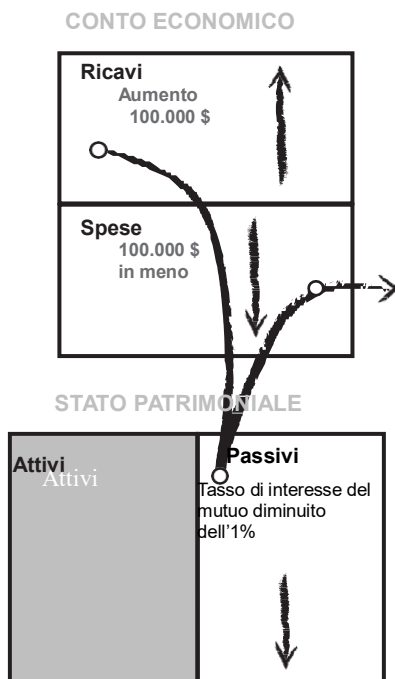 CONTO ECONOMICO
Ricavi
Aumento
100.000 $
Spese
100.000 $
in meno
STATO PATRIMONIALE
Attivi
Attivi
Passivi
Tasso di interesse del
mutuo diminuito
dell'1%